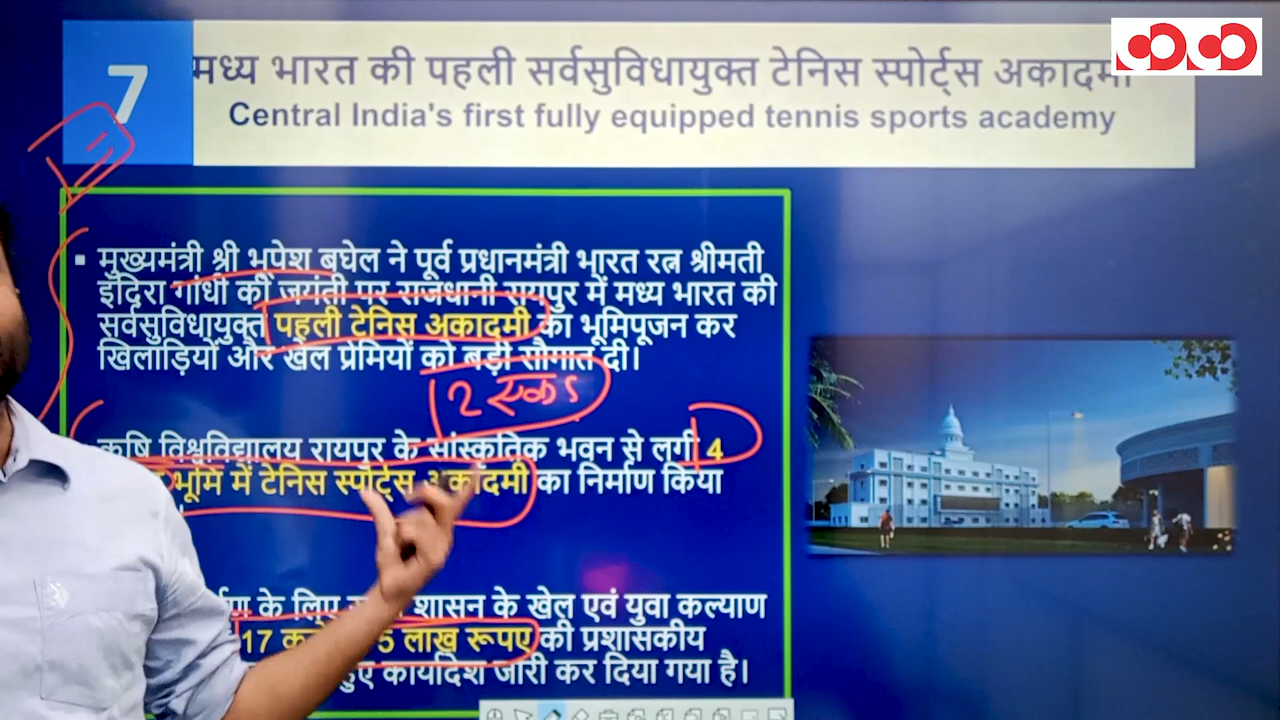 7
मध्य भारत की पहली सर्वसुविधायुक्त टेनिस स्पोर्ट्स अकादमी
Central India's first fully equipped tennis sports academy
▪ मुख्यमंत्री श्री भूपेश बघेल ने पूर्व प्रधानमंत्री भारत रत्न श्रीमती
इंदिरा गांधी की जयंती पर राजधानी रायपुर में मध्य भारत की
सर्वसुविधायुक्त पहली टेनिस अकादमी का भूमिपूजन कर
खिलाड़ियों और खेल प्रेमियों को बड़ी सौगात दी।
2 एकड़
कृषि विश्वविद्यालय रायपुर के सांस्कृतिक भवन से लगी 4
भूमि में टेनिस स्पोर्ट्स अकादमी का निर्माण किया
के लिए शासन के खेल एवं युवा कल्याण
17 5 लाख रूपए की प्रशासकीय
हुए कार्यादेश जारी कर दिया गया है।